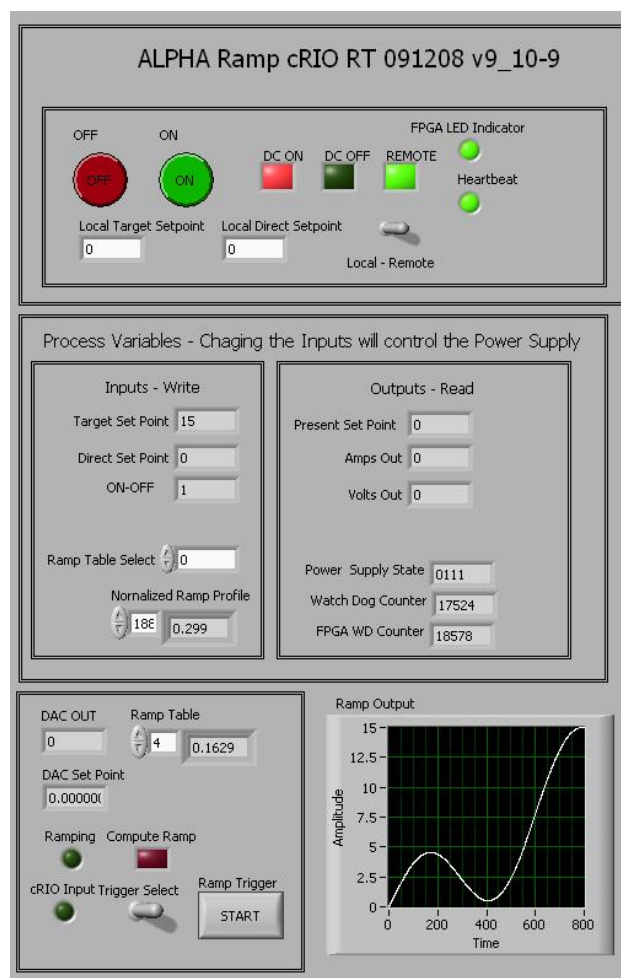 ALPHA Ramp cRIO RT 091208 v9_10-9
FPGA LED Indicator
OFF ON
DC ON DC OFF REMOTE
OFF ON
Heartbeat
Local Target Setpoint Local Direct Setpoint
0 0
Local - Remote
Process Variables - Chaging the Inputs will control the Power Supply
Inputs - Write
Target Set Point 15
Direct Set Point 0
ON-OFF 1
Ramp Table Select 0
Nornalized Ramp Profile
188 0.299
Outputs - Read
Present Set Point 0
Amps Out 0
Volts Out 0
Power Supply State 0111
Watch Dog Counter 17524
FPGA WD Counter 18578
DAC OUT Ramp Table
0 4 0.1629
DAC Set Point
0.00000(
Ramping Compute Ramp
cRIO Input Trigger Select Ramp Trigger
START
Ramp Output
15
12.5
10
7.5
5
2.5
0
Amplitude
0 200 400 600 800
Time